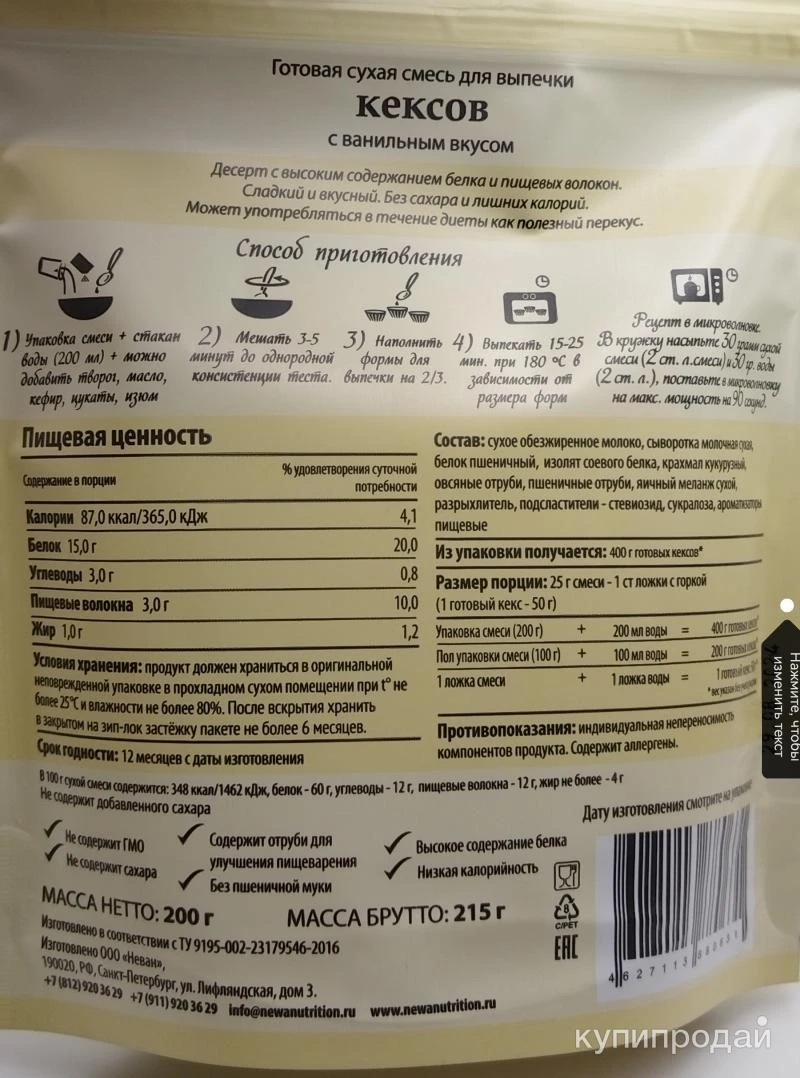 Готовая сухая смесь для выпечки
кексов
с ванильным вкусом
Десерт с высоким содержанием белка и пищевых волокон.
Сладкий и вкусный. Без сахара и лишних калорий.
Может употребляться в течение диеты как полезный перекус.
Способ приготовления
1) Упаковка смеси + стакан
воды (200 мл) + можно
добавить творог, масло,
кефир, цукаты, изюм
2) Мешать 3-5
минут до однородной
консистенции теста.
3) Наполнить
формы для
выпечки на 2/3.
4) Выпекать 15-25
мин. при 180 °С в
зависимости от
размера форм
Рецепт в микроволновке.
В кружеку насыпьте 30 грамм сухой
смеси (2 ст. л.смеси) и 30 гр. воды
(2 ст. л.), поставьте в микроволновку
на макс. мощность на 90 секунд.
Пищевая ценность
Содержание в порции
% удовлетворения суточной
потребности
Калории 87,0 ккал/365,0 кДж 4,1
Белок 15,0 г 20,0
Углеводы 3,0 г 0,8
Пищевые волокна 3,0 г 10,0
Жир 1,0 г 1,2
Условия хранения: продукт должен храниться в оригинальной
неповрежденной упаковке в прохладном сухом помещении при t° не
более 25°С и влажности не более 80%. После вскрытия хранить
в закрытом на зип-лок застёжку пакете не более 6 месяцев.
Срок годности: 12 месяцев с даты изготовления
Состав: сухое обезжиренное молоко, сыворотка молочная сухая,
белок пшеничный, изолят соевого белка, крахмал кукурузный,
овсяные отруби, пшеничные отруби, яичный меланж сухой,
разрыхлитель, подсластители - стевиозид, сукралоза, ароматизаторы
пищевые
Из упаковки получается: 400 г готовых кексов*
Размер порции: 25 г смеси - 1 ст ложки с горкой
(1 готовый кекс - 50 г)
Упаковка смеси (200 г) + 200 мл воды = 400 г готовых кексов*
Пол упаковки смеси (100 г) + 100 мл воды = 200 г готовых
1 ложка смеси + 1 ложка воды = 1 готовый
* вес указан без
Противопоказания: индивидуальная непереносимость
компонентов продукта. Содержит аллергены.
В 100 г сухой смеси содержится: 348 ккал/1462 кДж, белок - 60 г, углеводы - 12 г, пищевые волокна - 12 г, жир не более - 4 г
Не содержит добавленного сахара
Дату изготовления смотрите на упаковке
Не содержит ГМО
Не содержит сахара
Содержит отруби для
улучшения пищеварения
Без пшеничной муки
Высокое содержание белка
Низкая калорийность
МАССА НЕТТО: 200 г
МАССА БРУТТО: 215 г
8
C/PET
EAC
Изготовлено в соответствии с ТУ 9195-002-23179546-2016
Изготовлено ООО «Неван»,
190020, РФ, Санкт-Петербург, ул. Лифляндская, дом 3.
+7 (812) 920 36 29 +7 (911) 920 36 29 info@newanutrition.ru www.newanutrition.ru
4 627113 880631
Нажмите, чтобы
изменить текст
купипродай